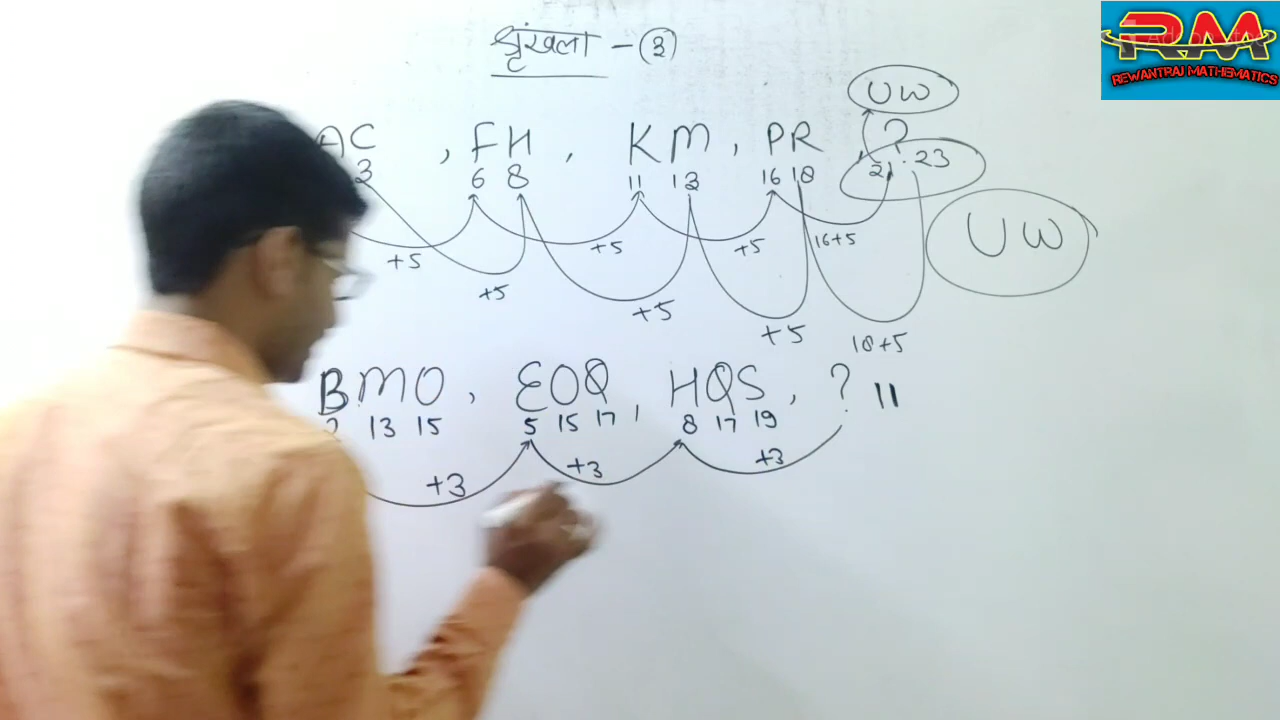 श्रृंखला - ३
UW
AC , FH , KM , PR , ?
3 6 8 11 13 16 18 21 23
+5 +5 +5 16+5
UW
+5 +5 +5 18+5
BMO , EOQ , HQS , ? 11
2 13 15 5 15 17 8 17 19
+3 +3 +3
RM
REWANTRAJ MATHEMATICS